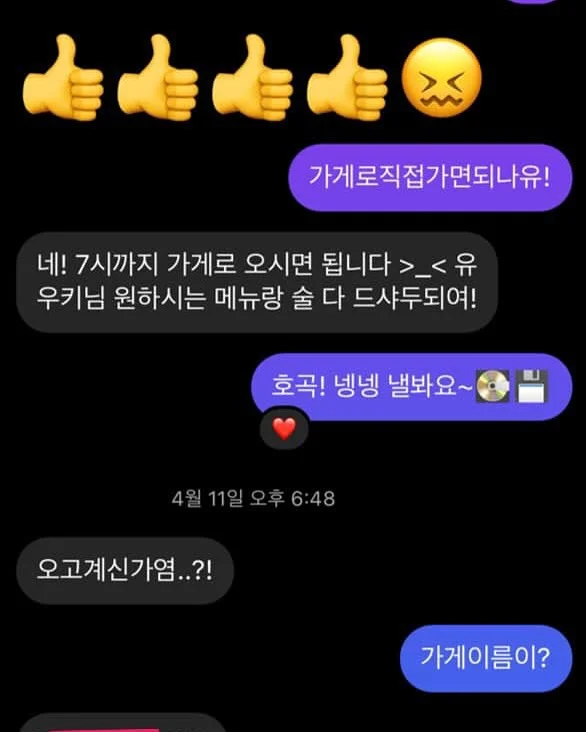 👍👍👍👍😖
가게로직접가면되나유!
네! 7시까지 가게로 오시면 됩니다 >_< 유
우키님 원하시는 메뉴랑 술 다 드샤두되여!
호곡! 넹넹 낼봐요~💽💾
❤️
4월 11일 오후 6:48
오고계신가염..?!
가게이름이?